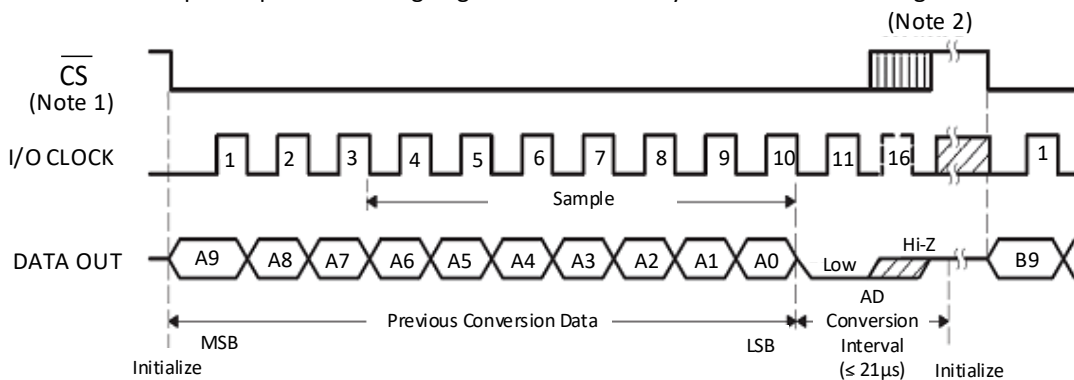 (Note 2)
CS
(Note 1)
I/O CLOCK
1 2 3 4 5 6 7 8 9 10 11 16 1
Sample
Hi-Z
DATA OUT
A9 A8 A7 A6 A5 A4 A3 A2 A1 A0 Low B9
Previous Conversion Data
MSB
LSB
AD
Conversion
Interval
(≤ 21μs)
Initialize
Initialize